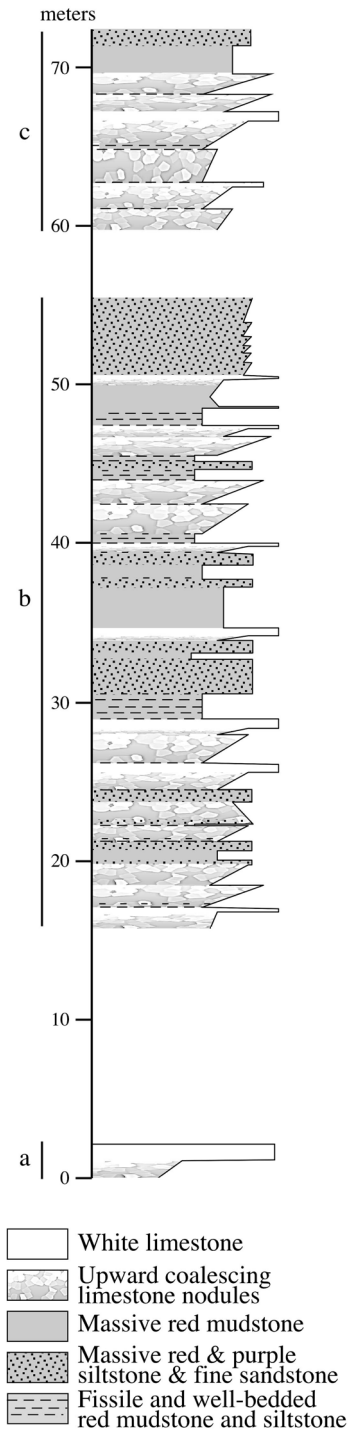 meters
70
c
60
50
40
b
30
20
10
a
0
White limestone
Upward coalescing
limestone nodules
Massive red mudstone
Massive red & purple
siltstone & fine sandstone
Fissile and well-bedded
red mudstone and siltstone